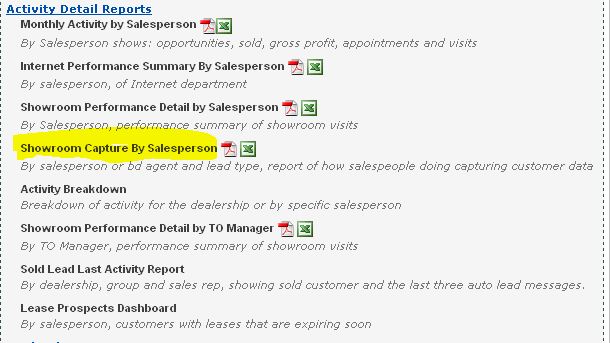 Activity Detail Reports
Monthly Activity by Salesperson
By Salesperson shows: opportunities, sold, gross profit, appointments and visits
Internet Performance Summary By Salesperson
By salesperson, of Internet department
Showroom Performance Detail by Salesperson
By Salesperson, performance summary of showroom visits
Showroom Capture By Salesperson
By salesperson or bd agent and lead type, report of how salespeople doing capturing customer data
Activity Breakdown
Breakdown of activity for the dealership or by specific salesperson
Showroom Performance Detail by TO Manager
By TO Manager, performance summary of showroom visits
Sold Lead Last Activity Report
By dealership, group and sales rep, showing sold customer and the last three auto lead messages.
Lease Prospects Dashboard
By salesperson, customers with leases that are expiring soon